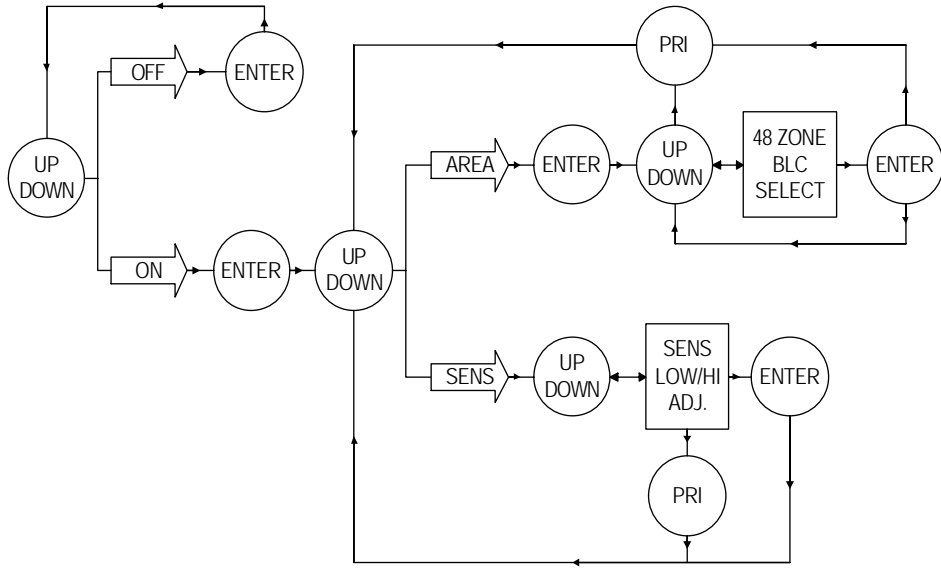 OFF
ENTER
UP
DOWN
ON
ENTER
UP
DOWN
PRI
AREA
ENTER
UP
DOWN
48 ZONE
BLC
SELECT
ENTER
SENS
UP
DOWN
SENS
LOW/HI
ADJ.
ENTER
PRI